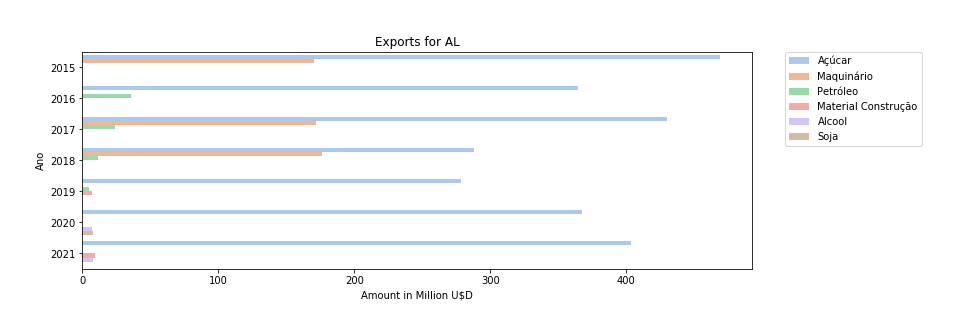 Exports for AL
Açúcar
Maquinário
Petróleo
Material Construção
Alcool
Soja
Ano
2015
2016
2017
2018
2019
2020
2021
0 100 200 300 400
Amount in Million U$D